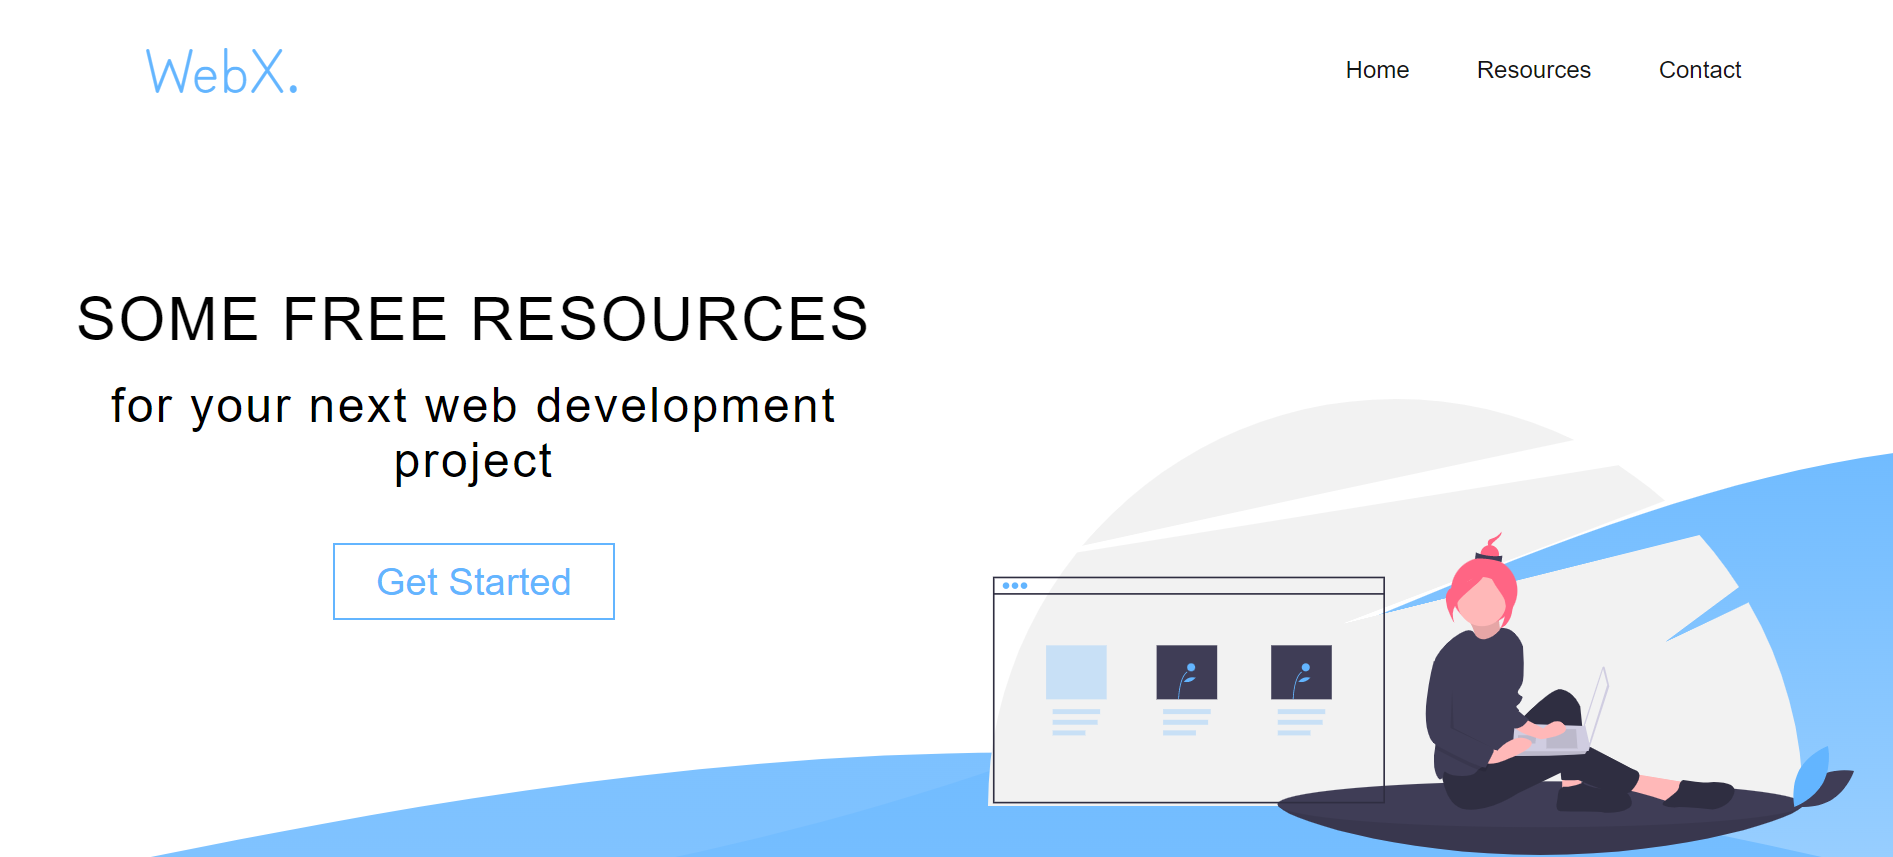 WebX.
Home Resources Contact
SOME FREE RESOURCES
for your next web development
project
Get Started